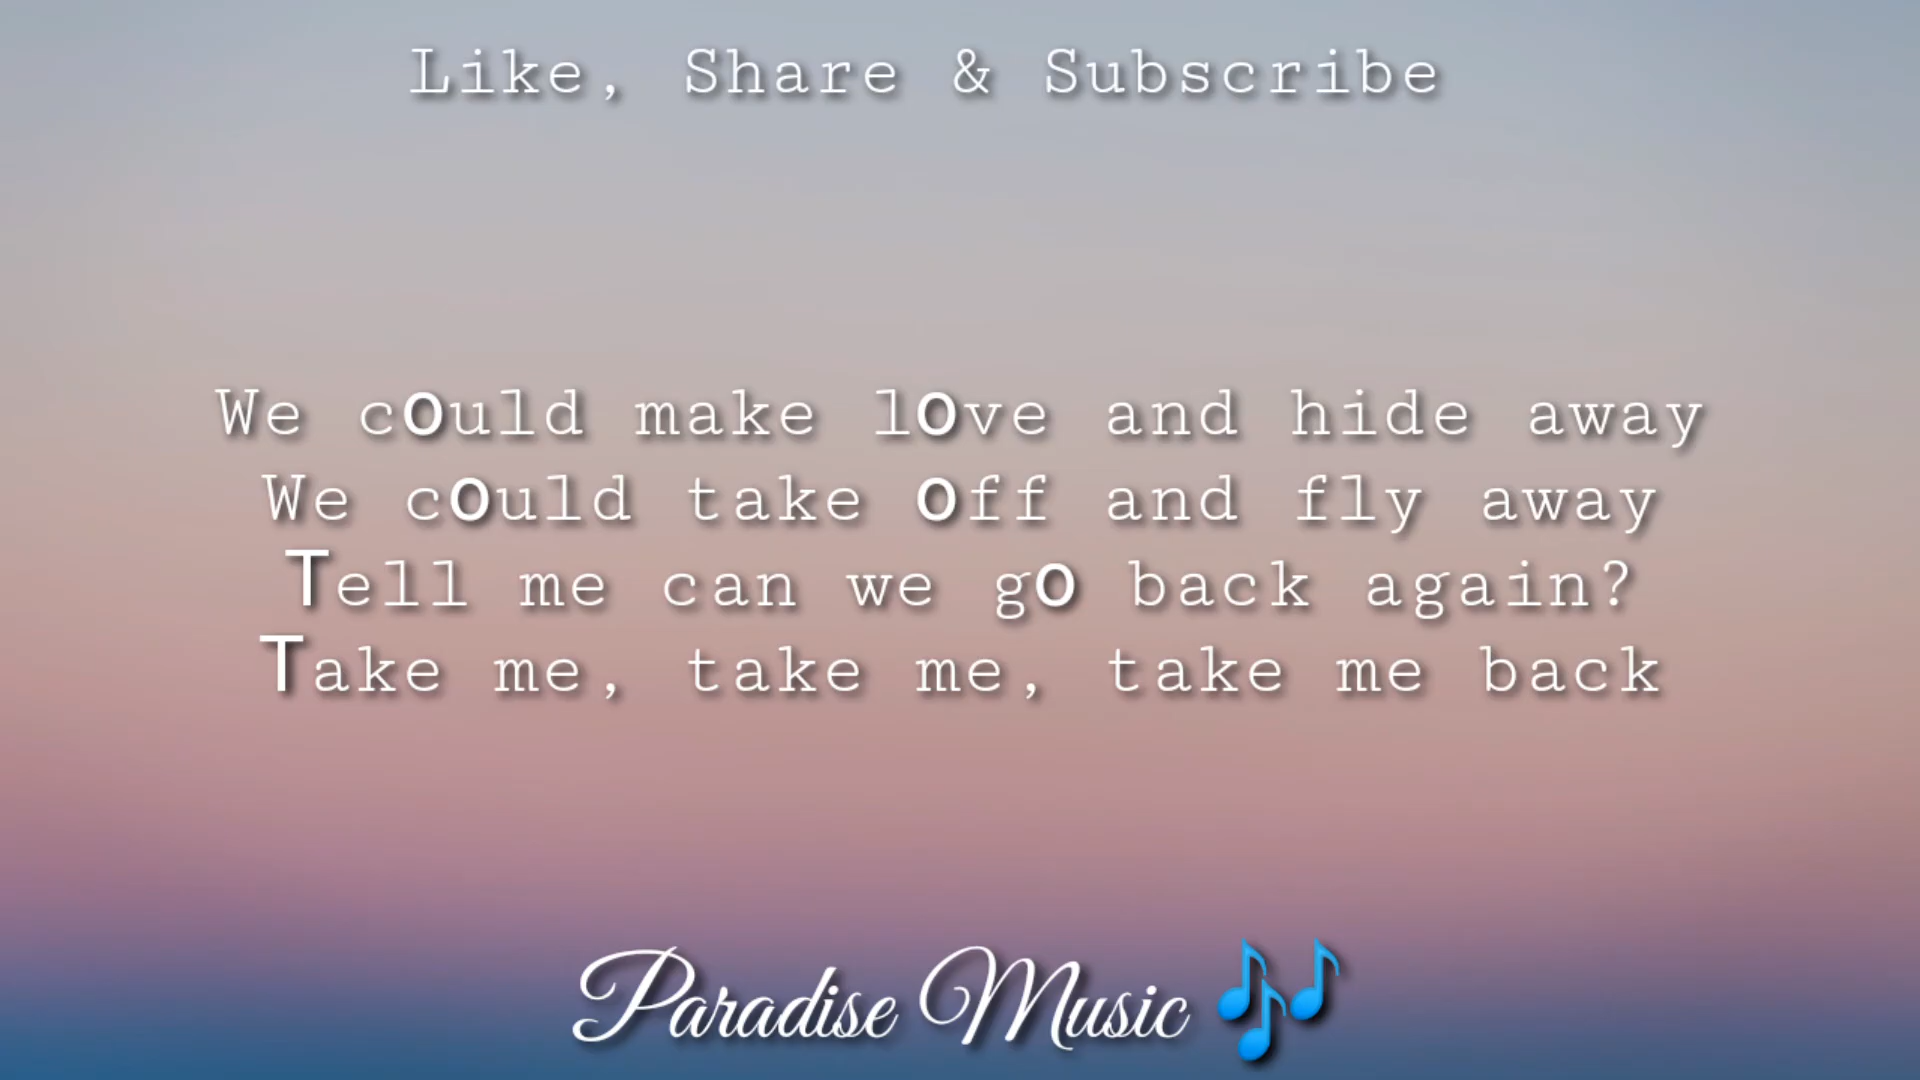 Like, Share & Subscribe
We could make love and hide away
We could take off and fly away
Tell me can we go back again?
Take me, take me, take me back
Paradise Music 🎶